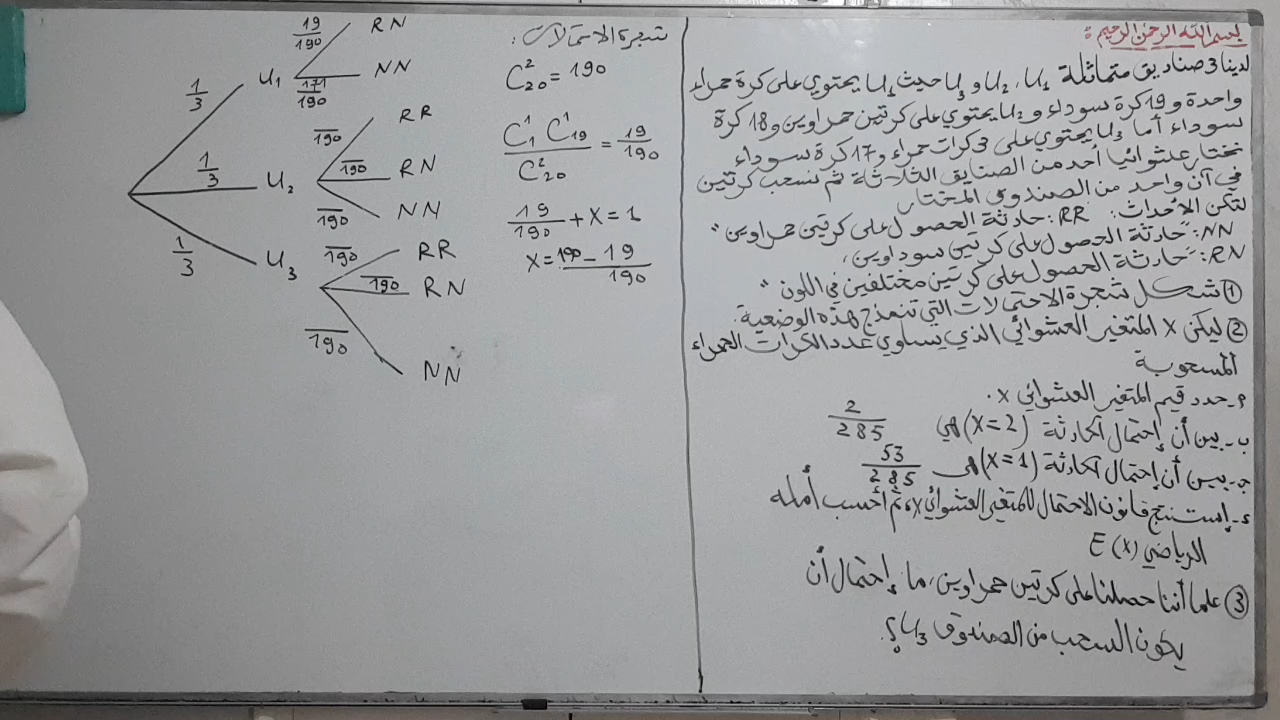 بسم الله الرحمن الرحيم :
لدينا 3 صناديق متماثلة U₁، U₂ و U₃ حيث U₁ يحتوي على كرة حمراء
واحدة و 19 كرة سوداء و U₂ يحتوي على كرتين حمراوين و 18 كرة
سوداء أما U₃ يحتوي على 3 كرات حمراء و 17 كرة سوداء
نختار عشوائيا أحد من الصنايق الثلاثة ثم نسحب كرتين
في آن واحد من الصندوق المختار
لتكن الأحداث: RR: حادثة الحصول على كرتين حمراوين"
NN: "حادثة الحصول على كرتين سوداوين،
RN: "حادثة الحصول على كرتين مختلفين في اللون"
① شكل شجرة الاحتمالات التي تنمذج هذه الوضعية.
② ليكن X المتغير العشوائي الذي يساوي عدد الكرات الحمراء
المسحوبة
أ- حدد قيم المتغير العشوائي X.
ب- بين أن إحتمال الحادثة (X=2) هي 2/285
ج- بين أن إحتمال الحادثة (X=1) هي 53/285
د- إستنتج قانون الاحتمال للمتغير العشوائي X، ثم أحسب أمله
الرياضي E(X)
③ علما أننا حصلنا على كرتين حمراوين، ما إحتمال أن
يكون السحب من الصندوق U₃؟
شجرة الاحتمالات:
C²₂₀ = 190
C¹₁ C¹₁₉ / C²₂₀ = 19/190
19/190 + X = 1
X = 190 - 19 / 190
1/3 U₁
19/190 RN
171/190 NN
1/3 U₂
/190 RR
/190 RN
/190 NN
1/3 U₃
/190 RR
/190 RN
/190 NN